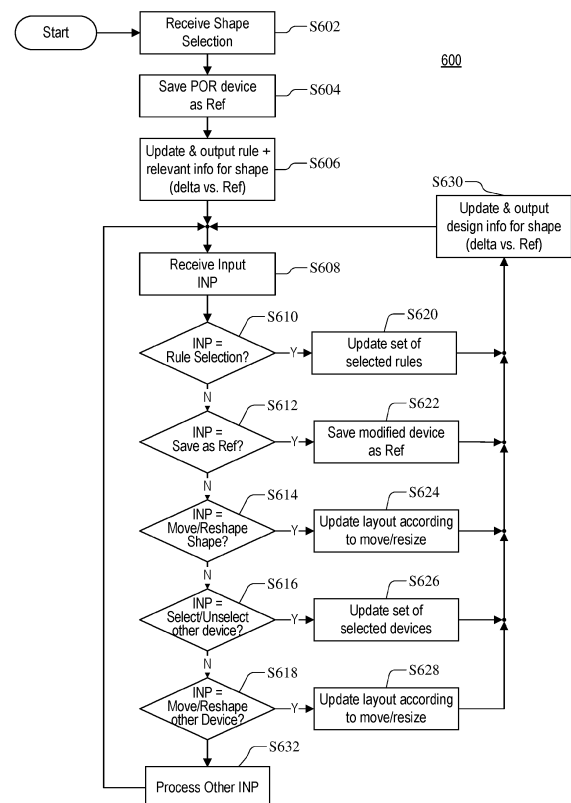 Start
Receive Shape
Selection
S602
600
Save POR device
as Ref
S604
Update & output rule +
relevant info for shape
(delta vs. Ref)
S606
S630
Update & output
design info for shape
(delta vs. Ref)
Receive Input
INP
S608
S610
INP =
Rule Selection?
Y
N
S620
Update set of
selected rules
S612
INP =
Save as Ref?
Y
N
S622
Save modified device
as Ref
S614
INP =
Move/Reshape
Shape?
Y
N
S624
Update layout according
to move/resize
S616
INP =
Select/Unselect
other device?
Y
N
S626
Update set of
selected devices
S618
INP =
Move/Reshape
other Device?
Y
S628
Update layout according
to move/resize
S632
Process Other INP